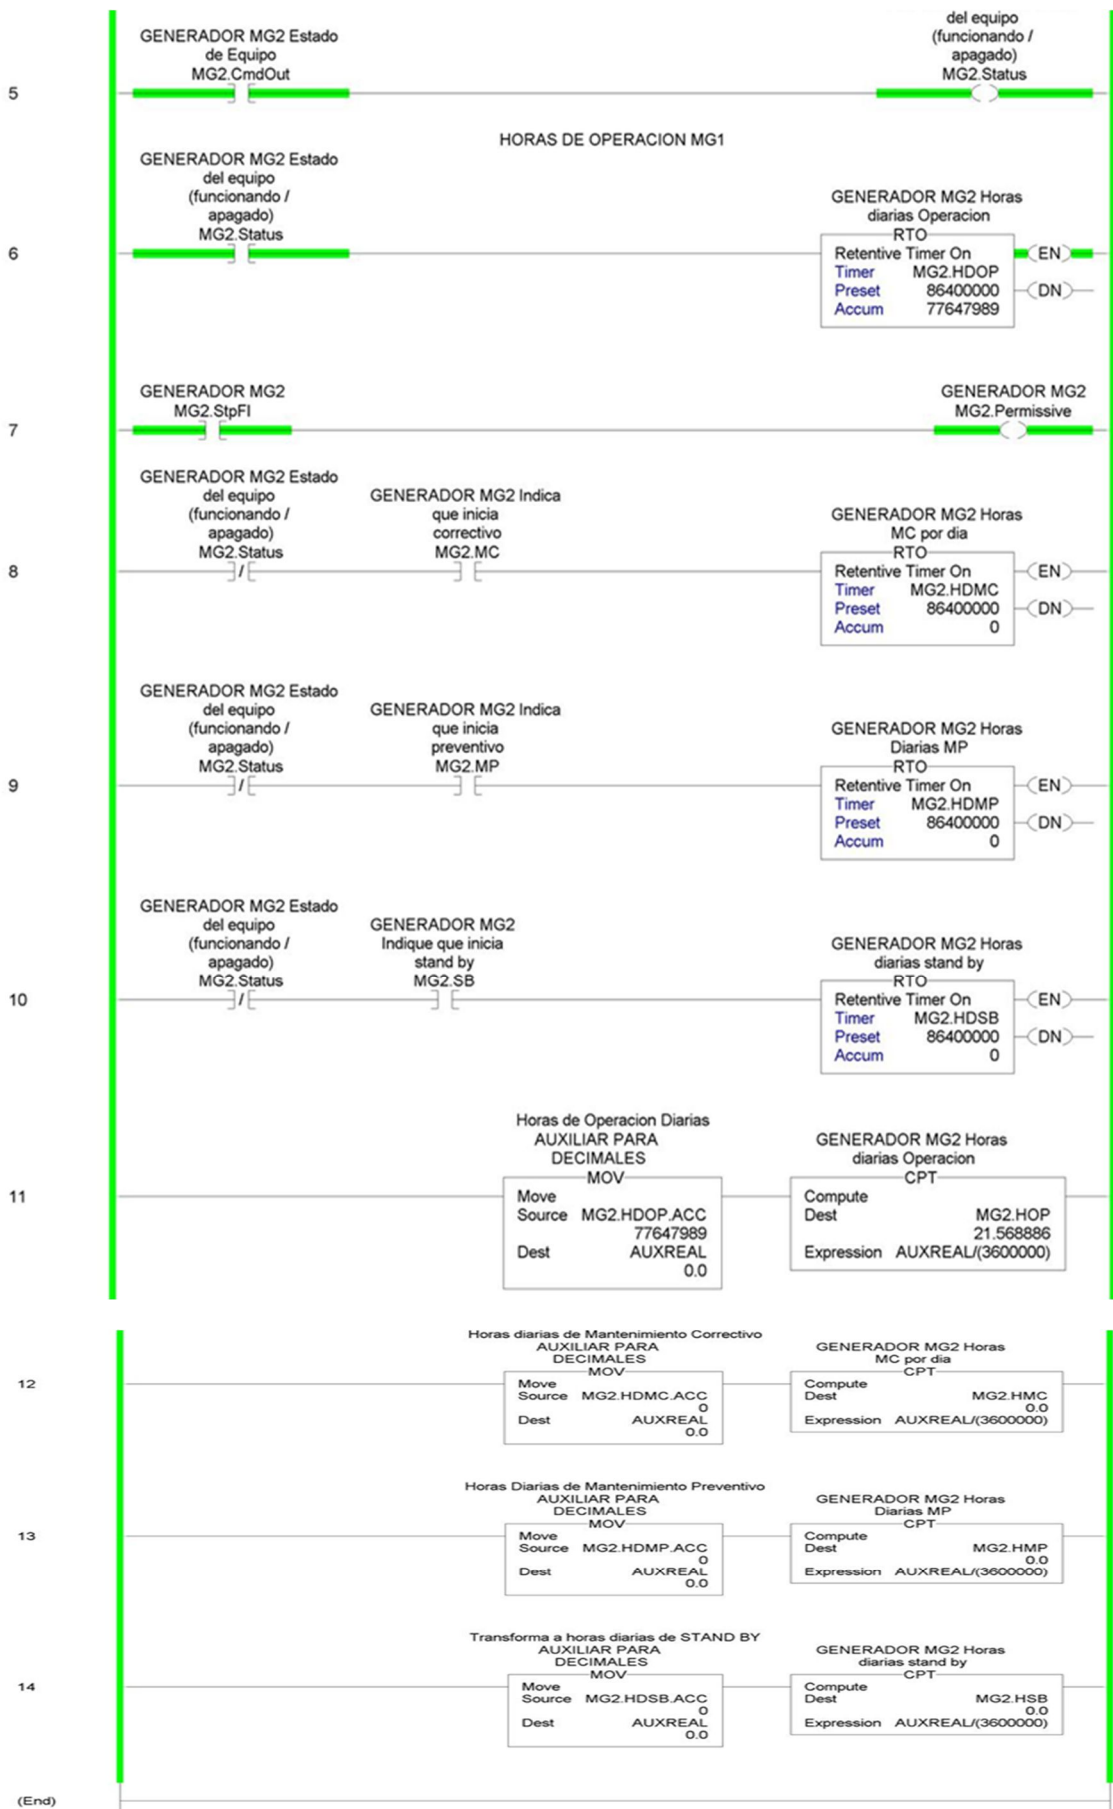 GENERADOR MG2 Estado
de Equipo
MG2.CmdOut
del equipo
(funcionando /
apagado)
MG2.Status
5
HORAS DE OPERACION MG1
GENERADOR MG2 Estado
del equipo
(funcionando /
apagado)
MG2.Status
GENERADOR MG2 Horas
diarias Operacion
RTO
6
Retentive Timer On
EN
Timer MG2.HDOP
Preset 86400000
DN
Accum 77647989
GENERADOR MG2
MG2.StpFl
GENERADOR MG2
MG2.Permissive
7
GENERADOR MG2 Estado
del equipo
(funcionando /
apagado)
MG2.Status
GENERADOR MG2 Indica
que inicia
correctivo
MG2.MC
GENERADOR MG2 Horas
MC por dia
RTO
8
Retentive Timer On
EN
Timer MG2.HDMC
Preset 86400000
DN
Accum 0
GENERADOR MG2 Estado
del equipo
(funcionando /
apagado)
MG2.Status
GENERADOR MG2 Indica
que inicia
preventivo
MG2.MP
GENERADOR MG2 Horas
Diarias MP
RTO
9
Retentive Timer On
EN
Timer MG2.HDMP
Preset 86400000
DN
Accum 0
GENERADOR MG2 Estado
del equipo
(funcionando /
apagado)
MG2.Status
GENERADOR MG2
Indique que inicia
stand by
MG2.SB
GENERADOR MG2 Horas
diarias stand by
RTO
10
Retentive Timer On
EN
Timer MG2.HDSB
Preset 86400000
DN
Accum 0
Horas de Operacion Diarias
AUXILIAR PARA
DECIMALES
MOV
GENERADOR MG2 Horas
diarias Operacion
CPT
11
Move
Source MG2.HDOP.ACC
77647989
Dest AUXREAL
0.0
Compute
Dest MG2.HOP
21.568886
Expression AUXREAL/(3600000)
Horas diarias de Mantenimiento Correctivo
AUXILIAR PARA
DECIMALES
MOV
GENERADOR MG2 Horas
MC por dia
CPT
12
Move
Source MG2.HDMC.ACC
0
Dest AUXREAL
0.0
Compute
Dest MG2.HMC
0.0
Expression AUXREAL/(3600000)
Horas Diarias de Mantenimiento Preventivo
AUXILIAR PARA
DECIMALES
MOV
GENERADOR MG2 Horas
Diarias MP
CPT
13
Move
Source MG2.HDMP.ACC
0
Dest AUXREAL
0.0
Compute
Dest MG2.HMP
0.0
Expression AUXREAL/(3600000)
Transforma a horas diarias de STAND BY
AUXILIAR PARA
DECIMALES
MOV
GENERADOR MG2 Horas
diarias stand by
CPT
14
Move
Source MG2.HDSB.ACC
0
Dest AUXREAL
0.0
Compute
Dest MG2.HSB
0.0
Expression AUXREAL/(3600000)
(End)